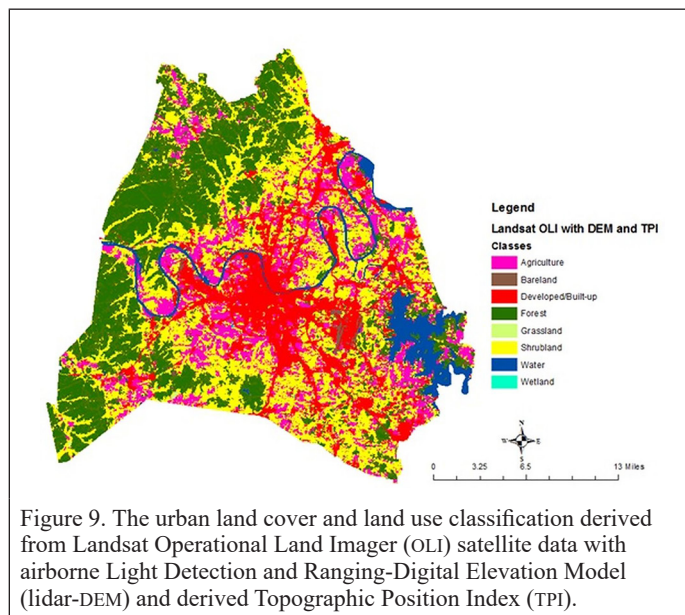 Legend
Landsat OLI with DEM and TPI
Classes
Agriculture
Bareland
Developed/Built-up
Forest
Grassland
Shrubland
Water
Wetland
N
W E
S
0 3.25 6.5 13 Miles
Figure 9. The urban land cover and land use classification derived
from Landsat Operational Land Imager (OLI) satellite data with
airborne Light Detection and Ranging-Digital Elevation Model
(lidar-DEM) and derived Topographic Position Index (TPI).